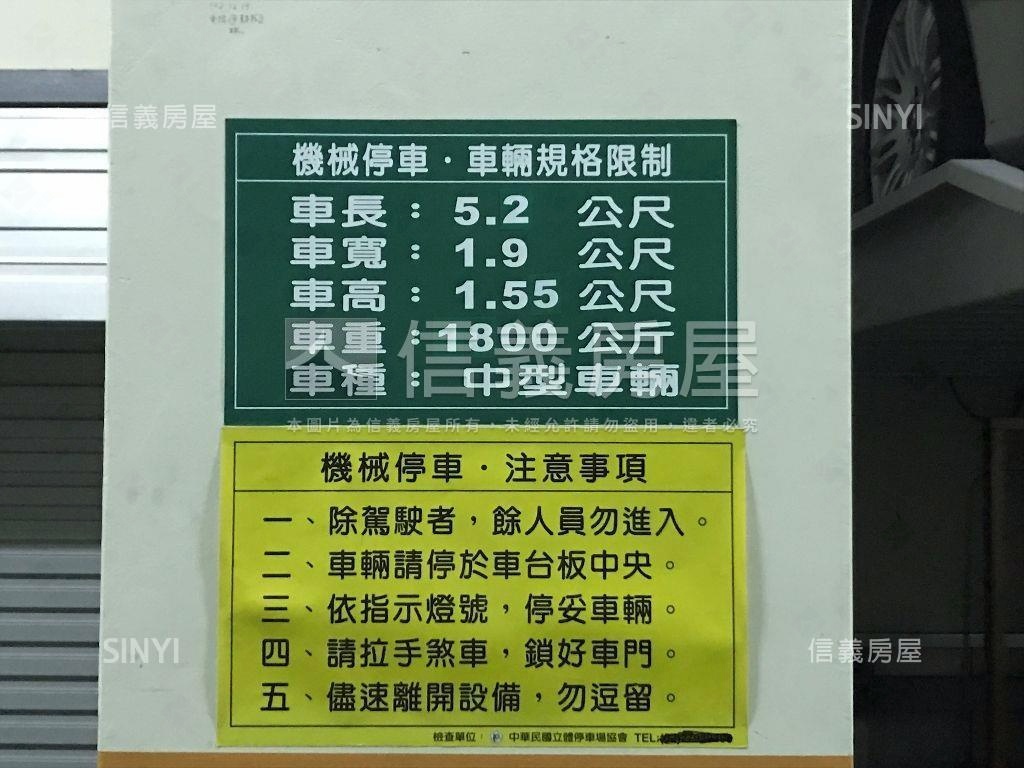 信義房屋
SINYI
機械停車．車輛規格限制
車長：5.2 公尺
車寬：1.9 公尺
車高：1.55 公尺
車重：1800 公斤
車種：中型車輛
信義房屋
本圖片為信義房屋所有，未經允許請勿盜用，違者必究
機械停車．注意事項
一、除駕駛者，餘人員勿進入。
二、車輛請停於車台板中央。
三、依指示燈號，停妥車輛。
四、請拉手煞車，鎖好車門。
五、儘速離開設備，勿逗留。
SINYI
信義房屋
檢查單位： 中華民國立體停車場協會 TEL: